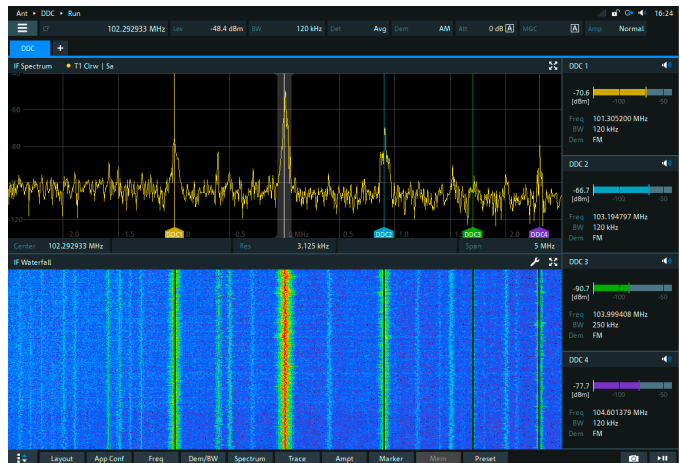 Ant ▸ DDC ▸ Run 16:24
CF 102.292933 MHz Lev -48.4 dBm BW 120 kHz Det Avg Dem AM Att 0 dB A MGC A Amp Normal
DDC +
IF Spectrum T1 Clrw | Sa
-60
-80
-100
-120
-2.0 -1.5 -0.5 0 MHz 0.5 1.0 2.0
DDC1 DDC2 DDC3 DDC4
Center 102.292933 MHz Res 3.125 kHz Span 5 MHz
IF Waterfall
DDC 1
-70.6
[dBm] -100 -50
Freq 101.305200 MHz
BW 120 kHz
Dem FM
DDC 2
-66.7
[dBm] -100 -50
Freq 103.194797 MHz
BW 120 kHz
Dem FM
DDC 3
-90.7
[dBm] -100 -50
Freq 103.999408 MHz
BW 250 kHz
Dem FM
DDC 4
-77.7
[dBm] -100 -50
Freq 104.601379 MHz
BW 120 kHz
Dem FM
Layout App Conf Freq Dem/BW Spectrum Trace Ampt Marker Mem Preset